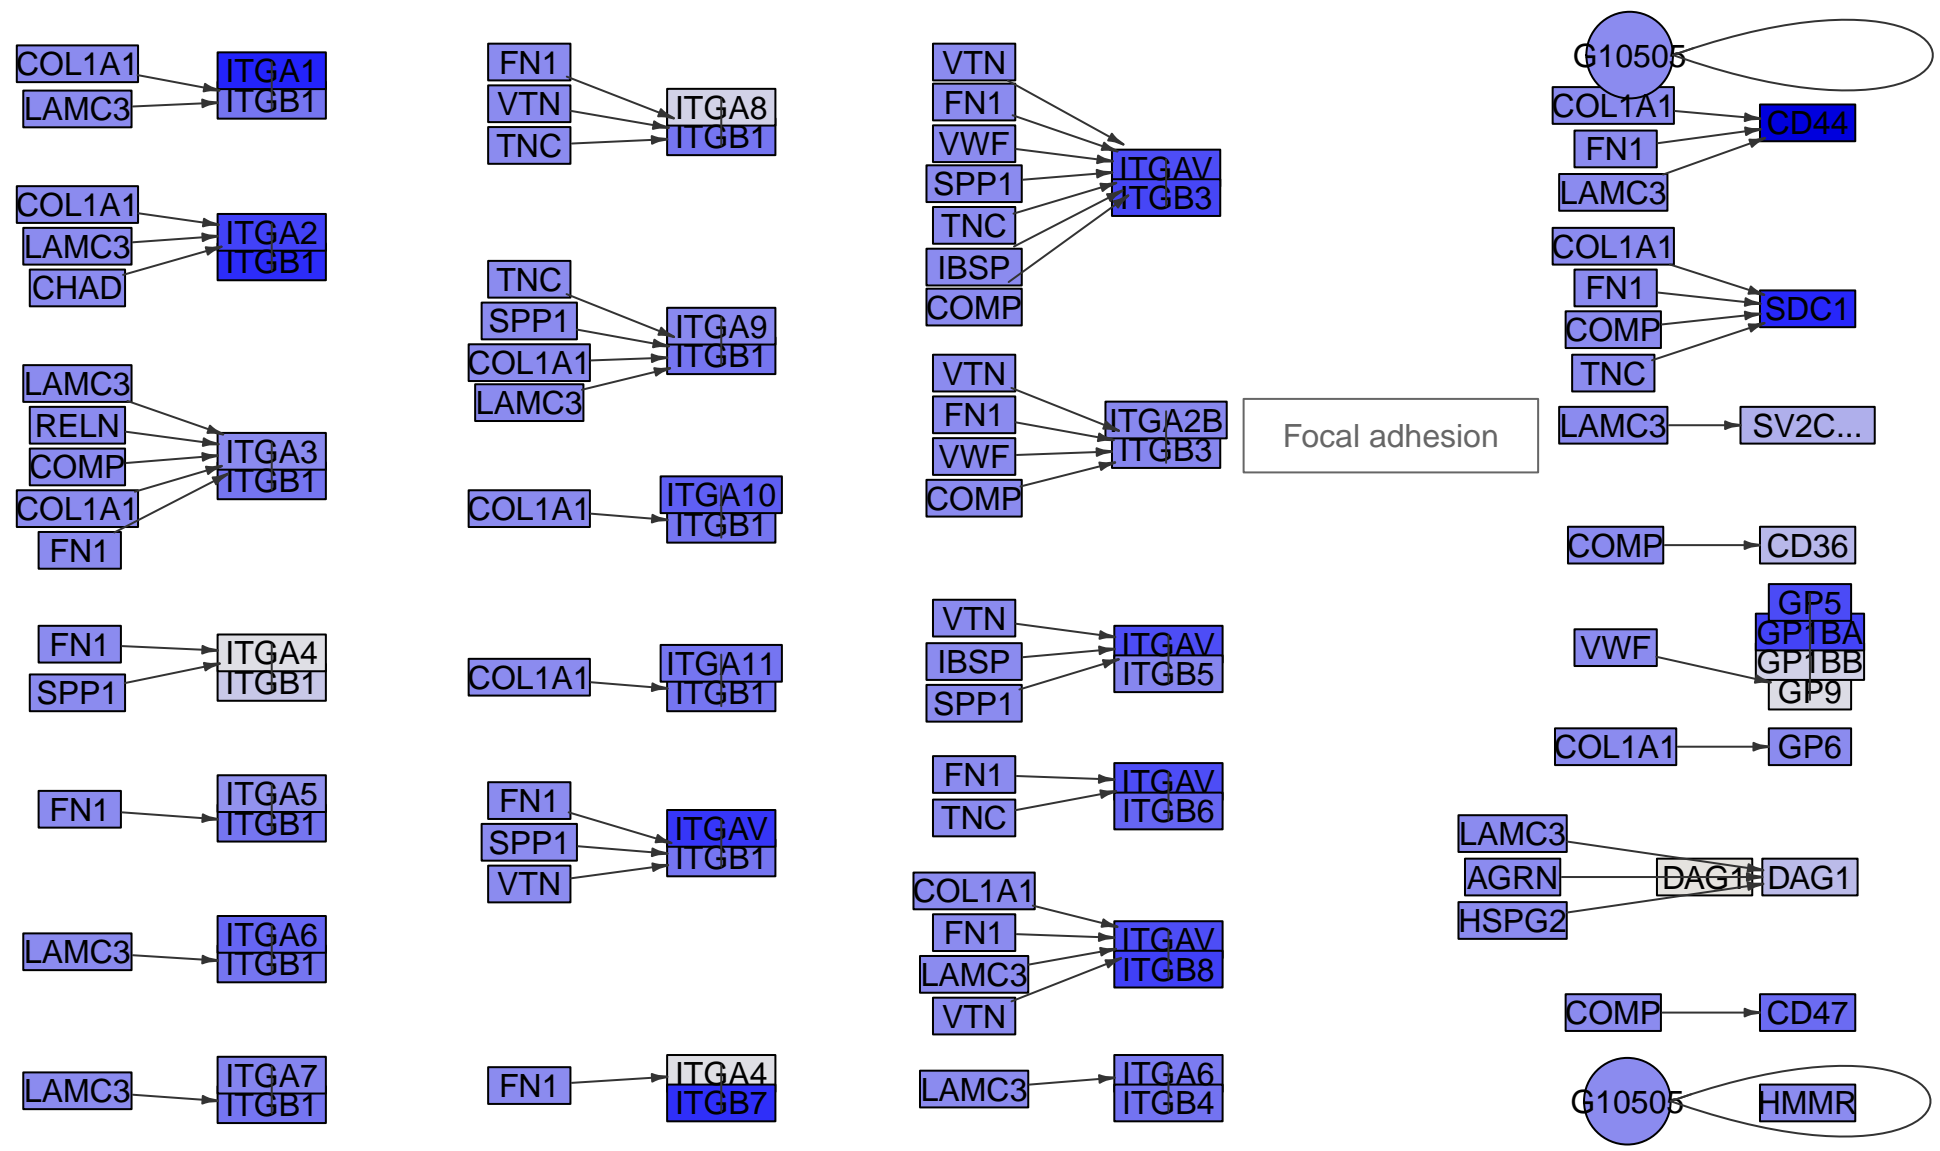 COL1A1
LAMC3
ITGA1
ITGB1
COL1A1
LAMC3
CHAD
ITGA2
ITGB1
LAMC3
RELN
COMP
COL1A1
FN1
ITGA3
ITGB1
FN1
SPP1
ITGA4
ITGB1
FN1
ITGA5
ITGB1
LAMC3
ITGA6
ITGB1
LAMC3
ITGA7
ITGB1
FN1
VTN
TNC
ITGA8
ITGB1
TNC
SPP1
COL1A1
LAMC3
ITGA9
ITGB1
COL1A1
ITGA10
ITGB1
COL1A1
ITGA11
ITGB1
FN1
SPP1
VTN
ITGAV
ITGB1
FN1
ITGA4
ITGB7
VTN
FN1
VWF
SPP1
TNC
IBSP
COMP
ITGAV
ITGB3
VTN
FN1
VWF
COMP
ITGA2B
ITGB3
Focal adhesion
VTN
IBSP
SPP1
ITGAV
ITGB5
FN1
TNC
ITGAV
ITGB6
COL1A1
FN1
LAMC3
VTN
ITGAV
ITGB8
LAMC3
ITGA6
ITGB4
G10505
COL1A1
FN1
LAMC3
CD44
COL1A1
FN1
COMP
TNC
SDC1
LAMC3
SV2C...
COMP
CD36
VWF
GP5
GP1BA
GP1BB
GP9
COL1A1
GP6
LAMC3
AGRN
HSPG2
DAG1
DAG1
COMP
CD47
G10505
HMMR